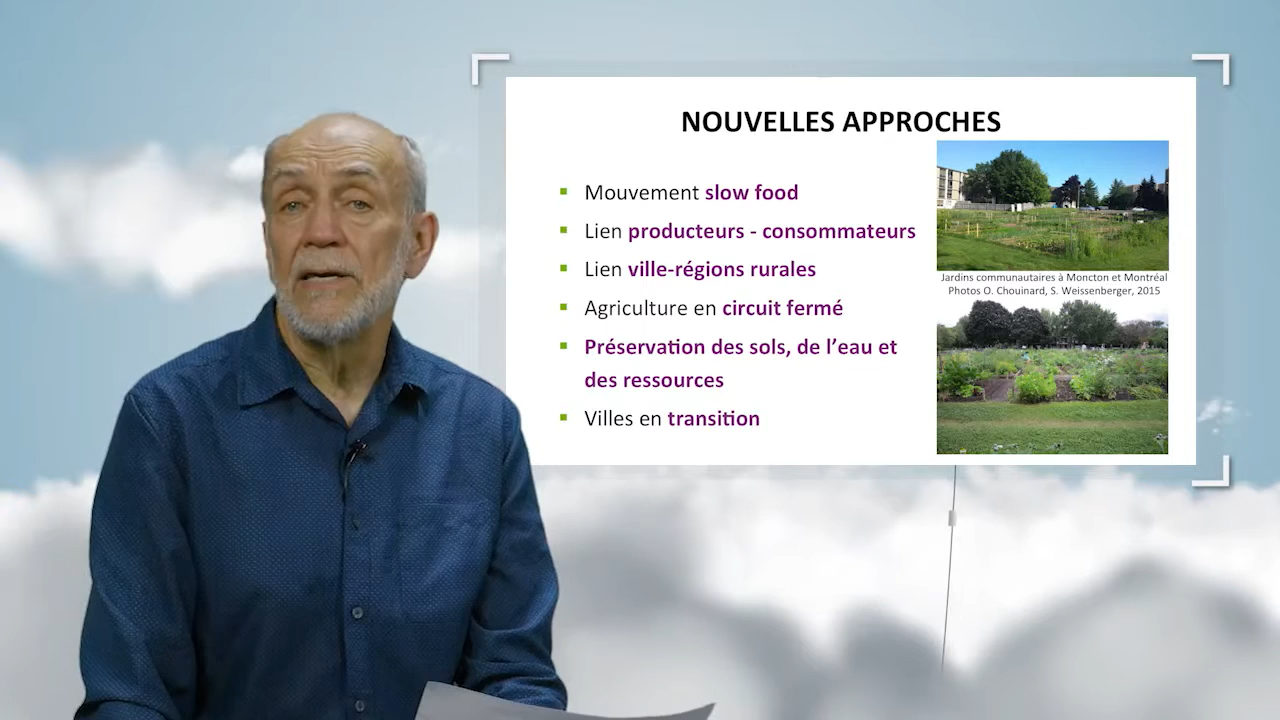 NOUVELLES APPROCHES
Mouvement slow food
Lien producteurs - consommateurs
Lien ville-régions rurales
Agriculture en circuit fermé
Préservation des sols, de l’eau et
des ressources
Villes en transition
Jardins communautaires à Moncton et Montréal
Photos O. Chouinard, S. Weissenberger, 2015